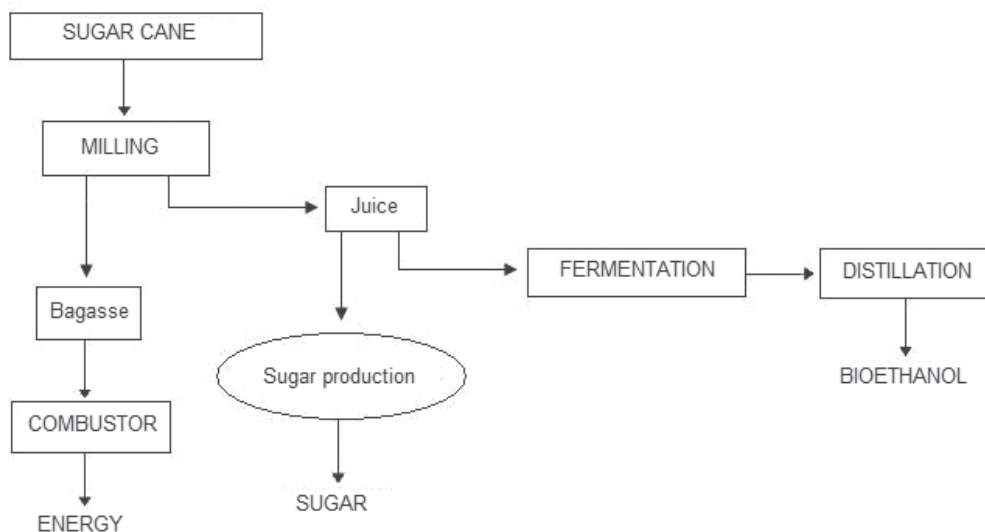 SUGAR CANE
MILLING
Juice
FERMENTATION
DISTILLATION
Bagasse
Sugar production
BIOETHANOL
COMBUSTOR
SUGAR
ENERGY